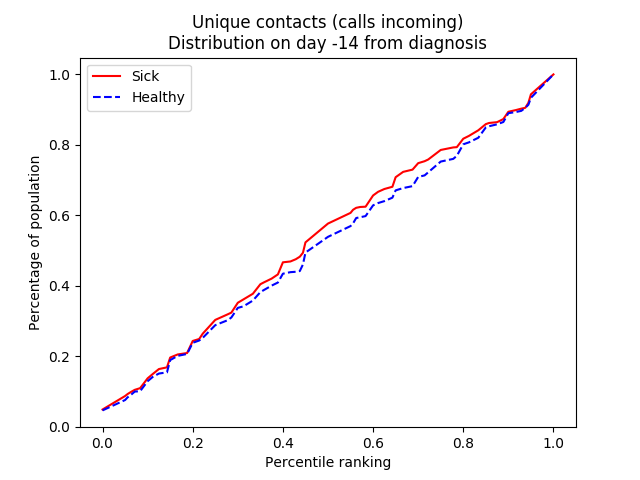 Unique contacts (calls incoming)
Distribution on day -14 from diagnosis
Sick
Healthy
Percentage of population
1.0
0.8
0.6
0.4
0.2
0.0
0.0 0.2 0.4 0.6 0.8 1.0
Percentile ranking